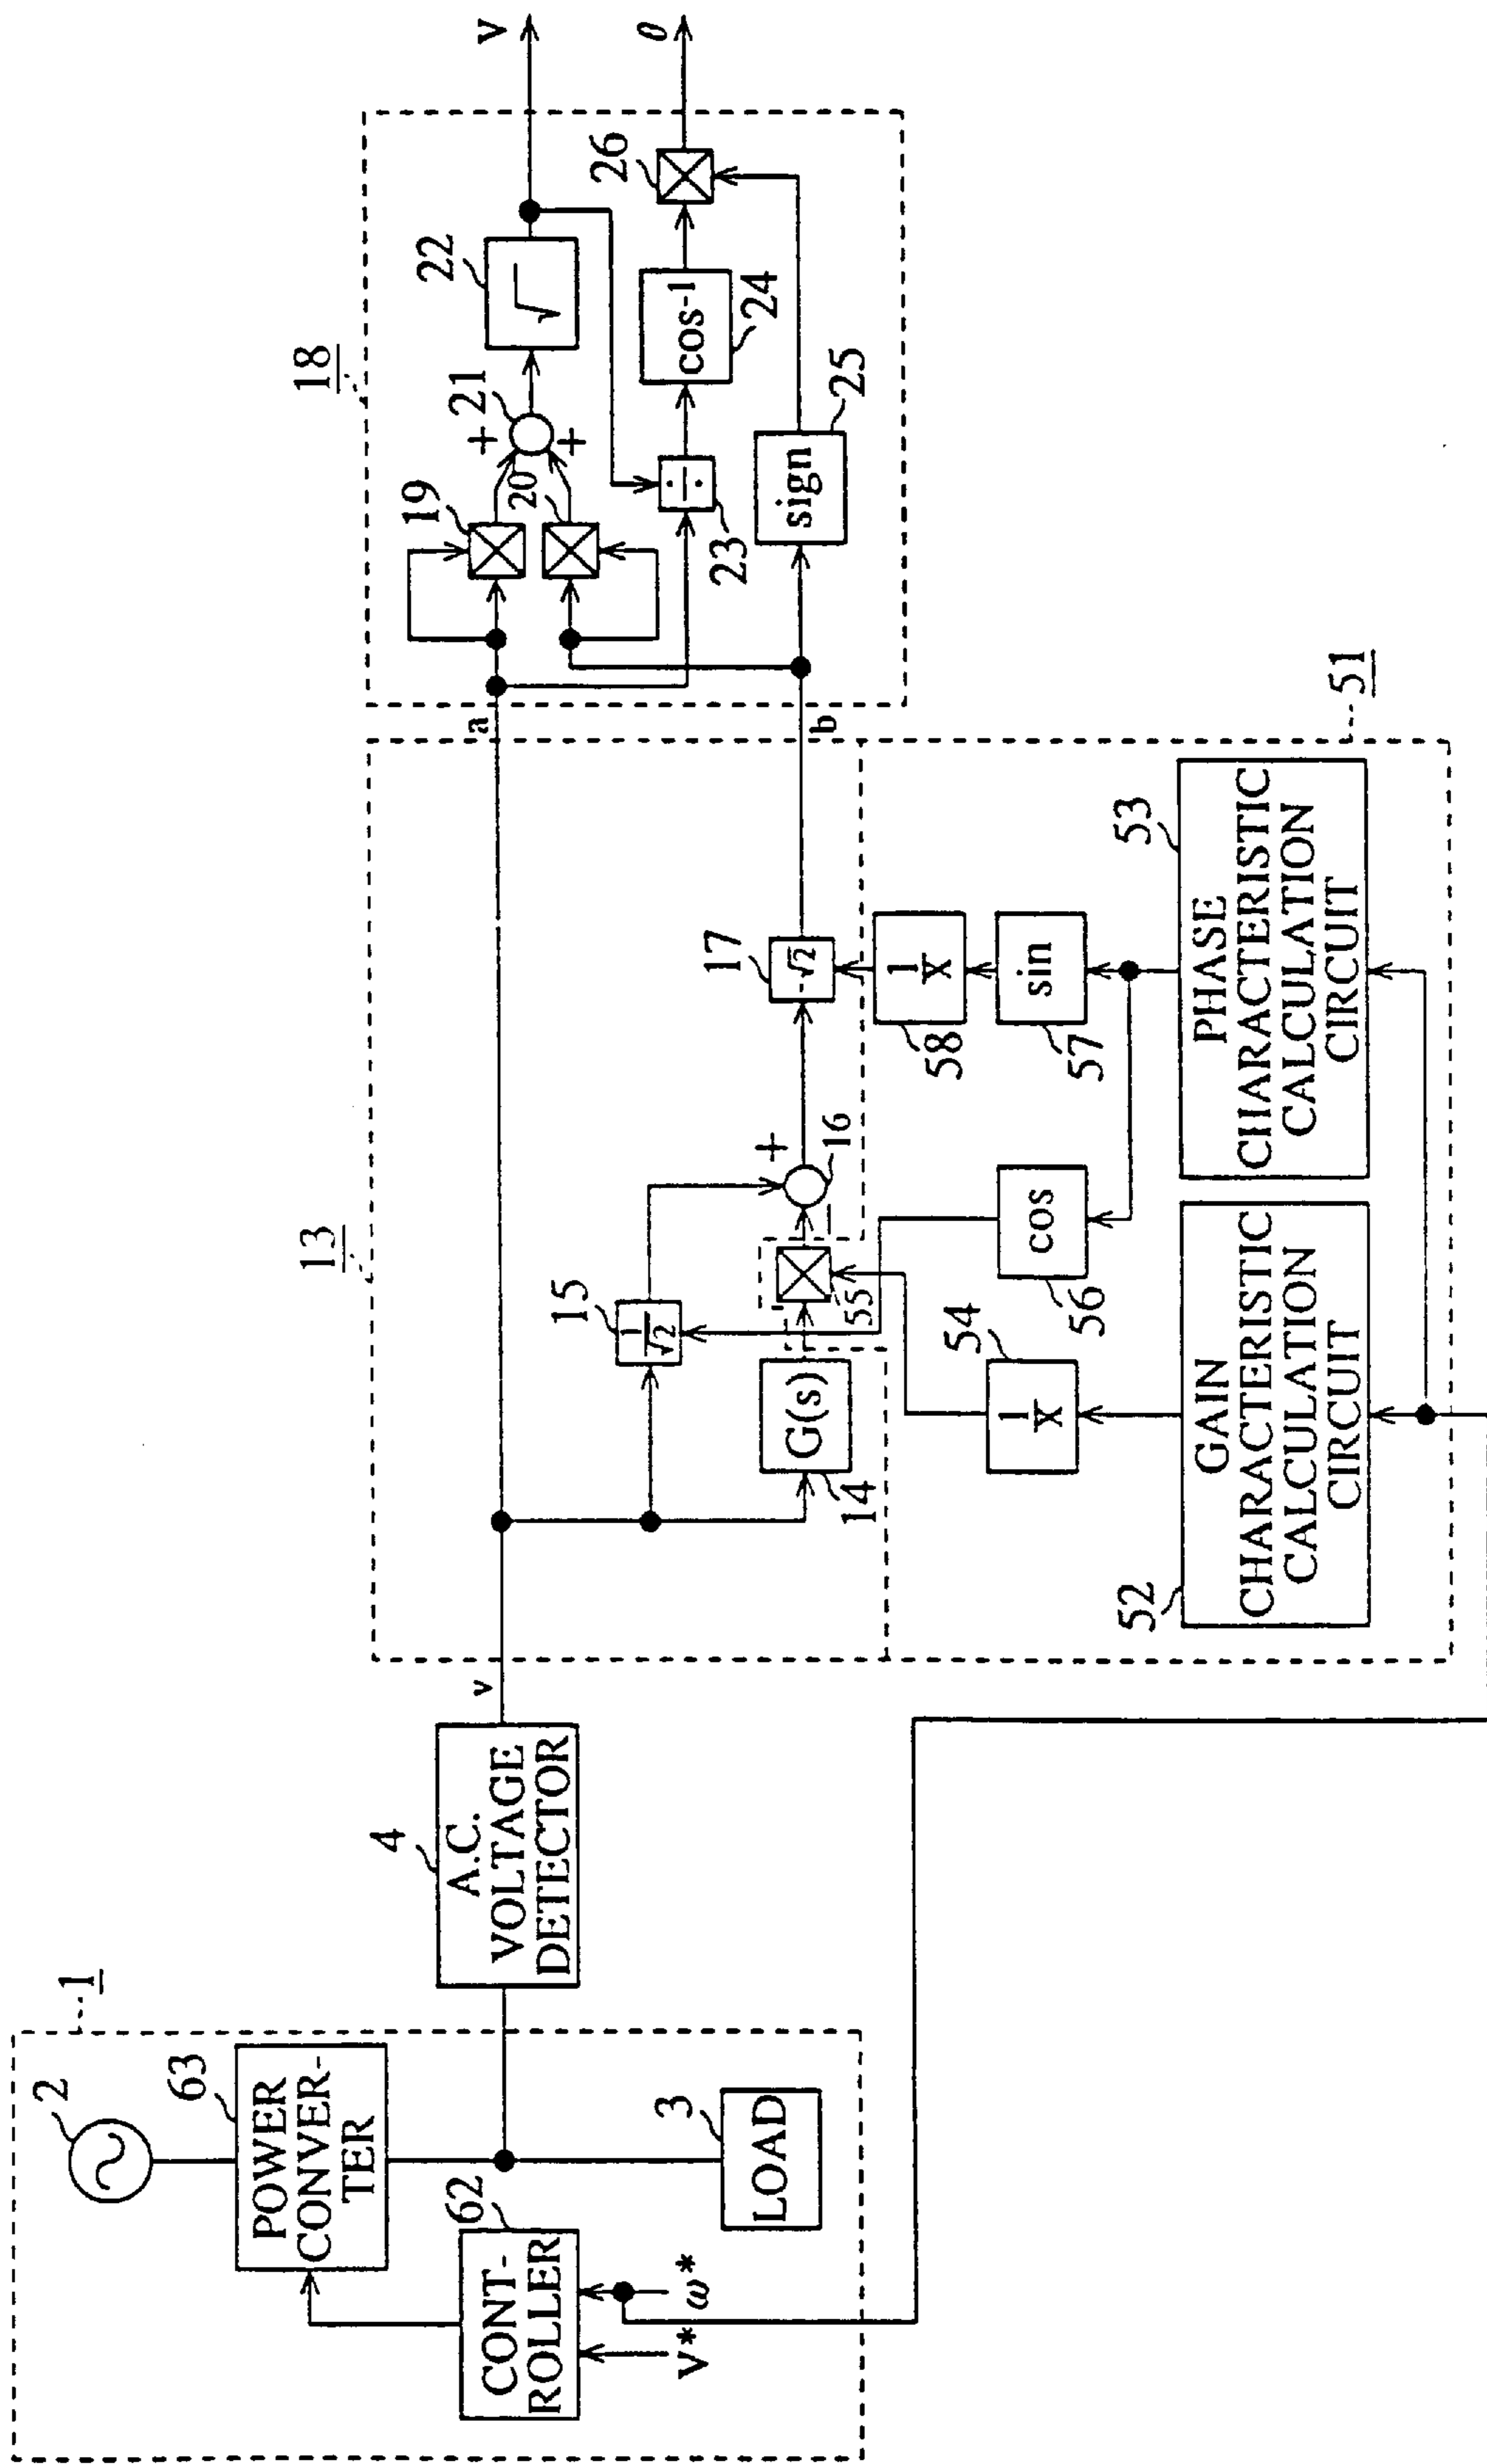 1
2
63
POWER
CONVER-
TER
62
CONT-
ROLLER
V*
ω*
3
LOAD
4
A.C.
VOLTAGE
DETECTOR
v
13
15
1/√2
G(s)
14
55
+
−
16
17
-√2
a
b
18
19
20
+
+
21
22
√
23
÷
cos-1
24
sign
25
26
V
θ
51
52
GAIN
CHARACTERISTIC
CALCULATION
CIRCUIT
53
PHASE
CHARACTERISTIC
CALCULATION
CIRCUIT
54
1/X
cos
56
sin
57
1/X
58